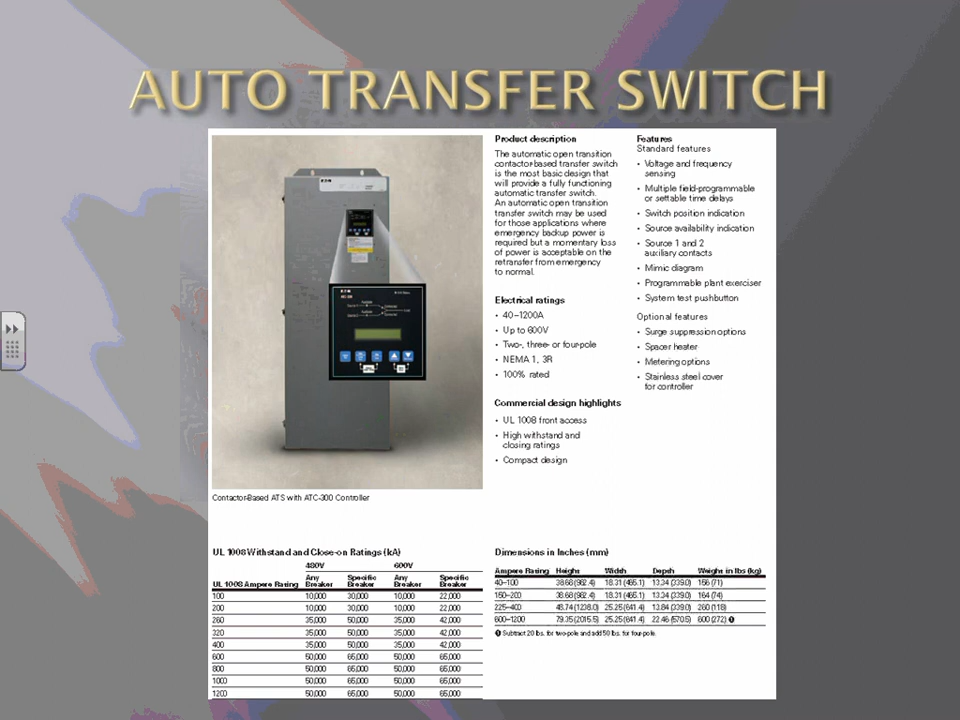 AUTO TRANSFER SWITCH
Product description
The automatic open transition
contactor-based transfer switch
is the most basic design that
will provide a fully functioning
automatic transfer switch.
An automatic open transition
transfer switch may be used
for those applications where
emergency backup power is
required but a momentary loss
of power is acceptable on the
retransfer from emergency
to normal.
Electrical ratings
• 40–1200A
• Up to 600V
• Two-, three- or four-pole
• NEMA 1, 3R
• 100% rated
Commercial design highlights
• UL 1008 front access
• High withstand and
closing ratings
• Compact design
Features
Standard features
• Voltage and frequency
sensing
• Multiple field-programmable
or settable time delays
• Switch position indication
• Source availability indication
• Source 1 and 2
auxiliary contacts
• Mimic diagram
• Programmable plant exerciser
• System test pushbutton
Optional features
• Surge suppression options
• Spacer heater
• Metering options
• Stainless steel cover
for controller
Contactor-Based ATS with ATC-300 Controller
UL 1008 Withstand and Close-on Ratings (kA)
480V 600V
UL 1008 Ampere Rating Any Breaker Specific Breaker Any Breaker Specific Breaker
100 10,000 30,000 10,000 22,000
200 10,000 30,000 10,000 22,000
260 35,000 50,000 35,000 42,000
320 35,000 50,000 35,000 42,000
400 35,000 50,000 35,000 42,000
600 50,000 65,000 50,000 65,000
800 50,000 65,000 50,000 65,000
1000 50,000 65,000 50,000 65,000
1200 50,000 65,000 50,000 65,000
Dimensions in Inches (mm)
Ampere Rating Height Width Depth Weight in lbs (kg)
40–100 38.68 (982.4) 18.31 (465.1) 13.34 (339.0) 156 (71)
150–200 38.68 (982.4) 18.31 (465.1) 13.34 (339.0) 164 (74)
225–400 48.74 (1238.0) 25.25 (641.4) 13.84 (339.0) 260 (118)
600–1200 79.35 (2015.5) 25.25 (641.4) 22.46 (570.5) 600 (272) ❶
❶ Subtract 20 lbs. for two-pole and add 50 lbs. for four-pole.